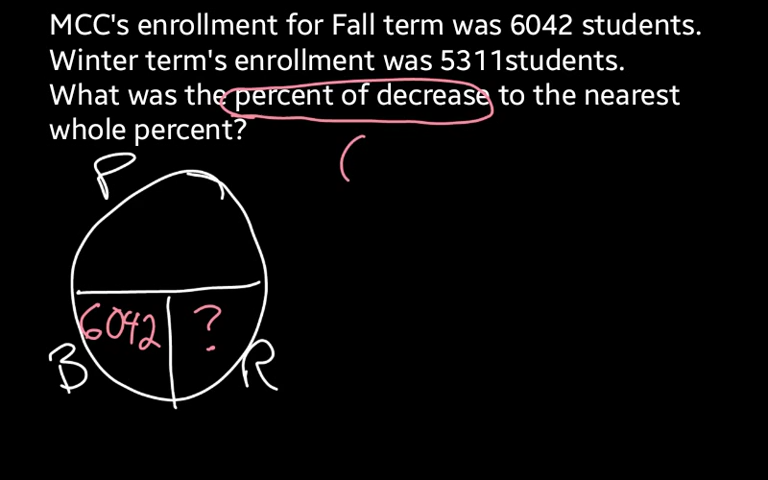 MCC's enrollment for Fall term was 6042 students.
Winter term's enrollment was 5311students.
What was the percent of decrease to the nearest
whole percent?
(
P
6042 ?
B R